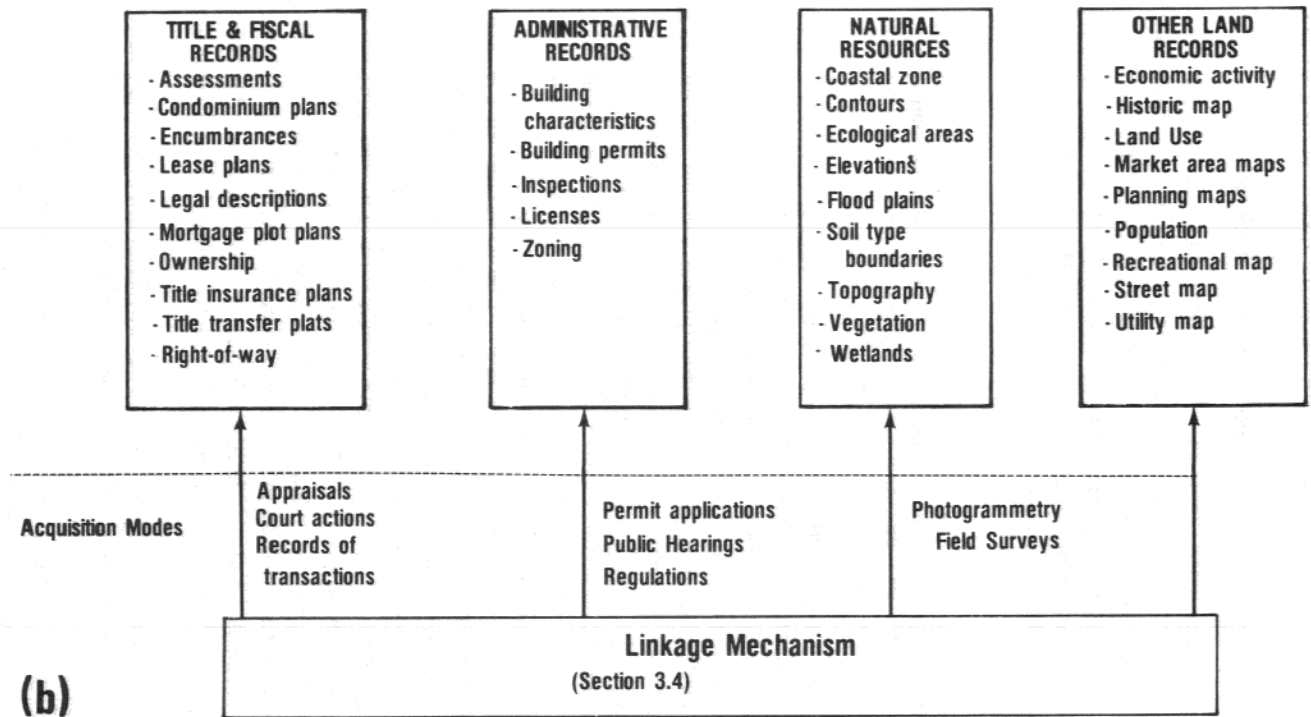 TITLE & FISCAL
RECORDS
- Assessments
- Condominium plans
- Encumbrances
- Lease plans
- Legal descriptions
- Mortgage plot plans
- Ownership
- Title insurance plans
- Title transfer plats
- Right-of-way
ADMINISTRATIVE
RECORDS
- Building
characteristics
- Building permits
- Inspections
- Licenses
- Zoning
NATURAL
RESOURCES
- Coastal zone
- Contours
- Ecological areas
- Elevations
- Flood plains
- Soil type
boundaries
- Topography
- Vegetation
- Wetlands
OTHER LAND
RECORDS
- Economic activity
- Historic map
- Land Use
- Market area maps
- Planning maps
- Population
- Recreational map
- Street map
- Utility map
Acquisition Modes
Appraisals
Court actions
Records of
transactions
Permit applications
Public Hearings
Regulations
Photogrammetry
Field Surveys
Linkage Mechanism
(Section 3.4)
(b)